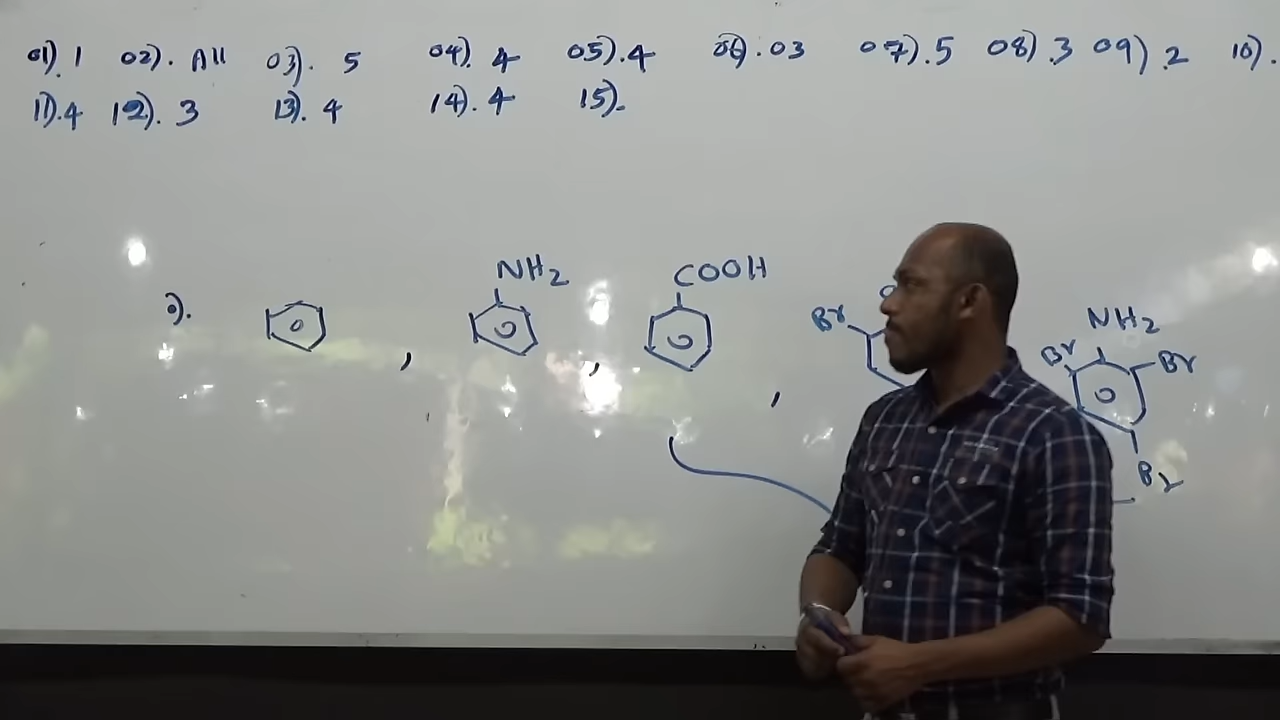 01). 1 02). All 03). 5 04). 4 05). 4 06). 03 07). 5 08). 3 09). 2 10).
11). 4 12). 3 13). 4 14). 4 15).
NH2 COOH
Br NH2
Br Br
Br